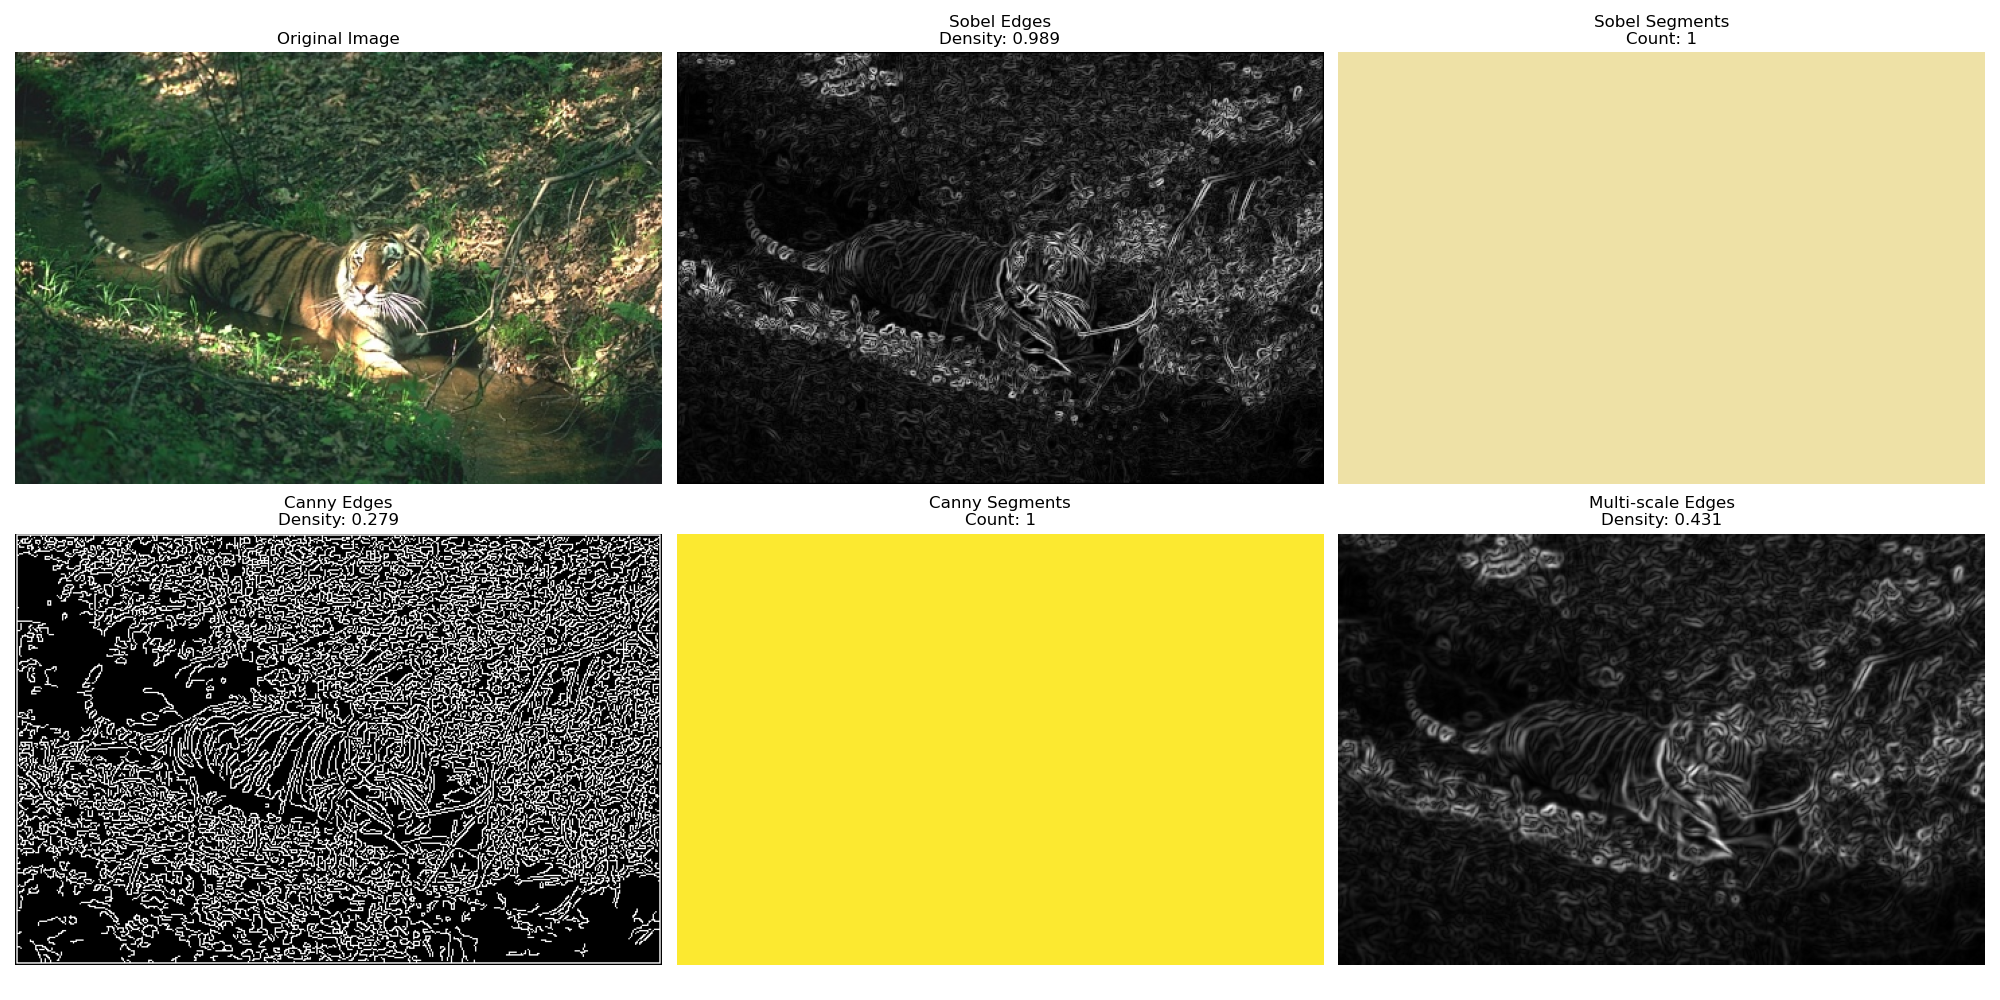 Original Image
Sobel Edges
Density: 0.989
Sobel Segments
Count: 1
Canny Edges
Density: 0.279
Canny Segments
Count: 1
Multi-scale Edges
Density: 0.431